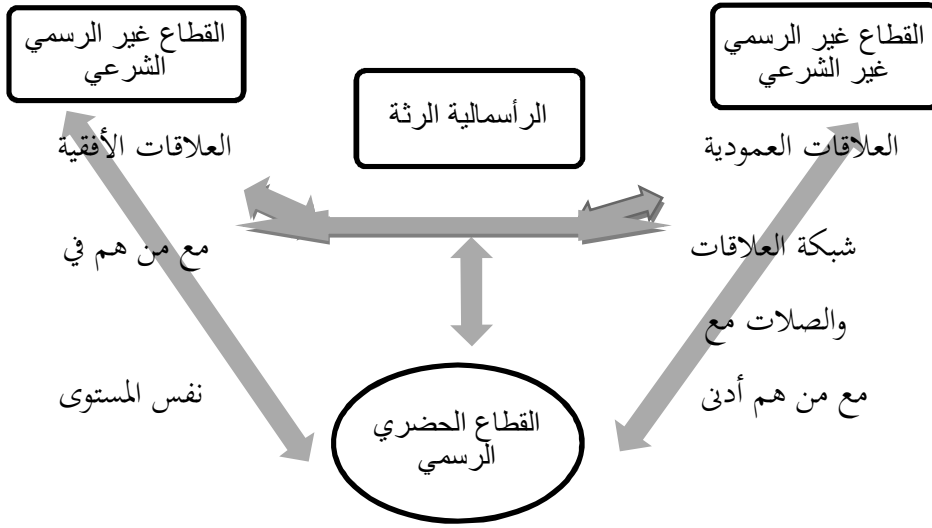 القطاع غير الرسمي
غير الشرعي
الرأسمالية الرثة
القطاع غير الرسمي
الشرعي
العلاقات العمودية
شبكة العلاقات
والصلات مع
مع من هم أدنى
العلاقات الأفقية
مع من هم في
نفس المستوى
القطاع الحضري
الرسمي